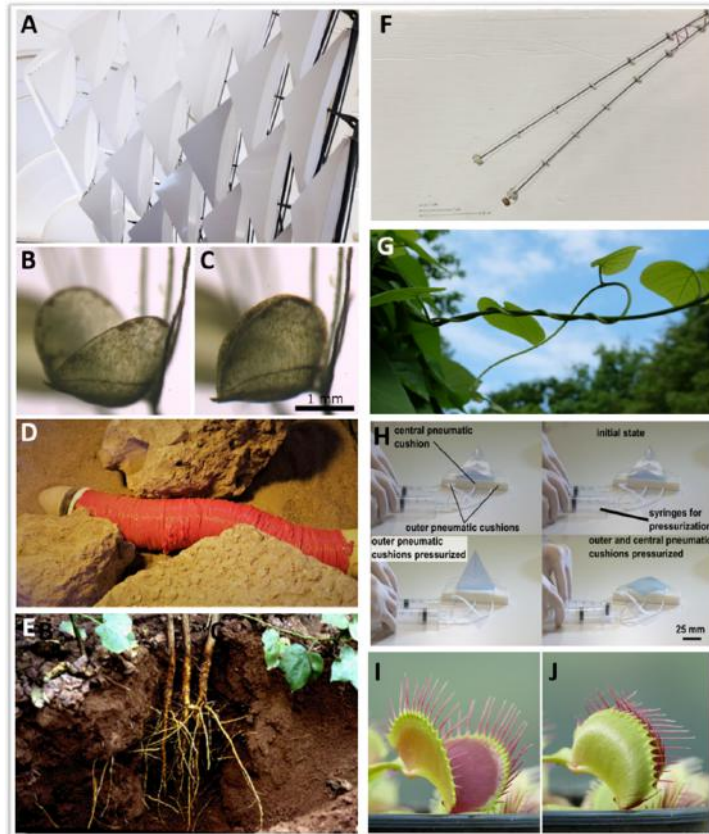 A
F
B
C
1 mm
G
D
H
central pneumatic
cushion
outer pneumatic cushions
initial state
syringes for
pressurization
outer pneumatic
cushions pressurized
outer and central pneumatic
cushions pressurized
25 mm
E
I
J